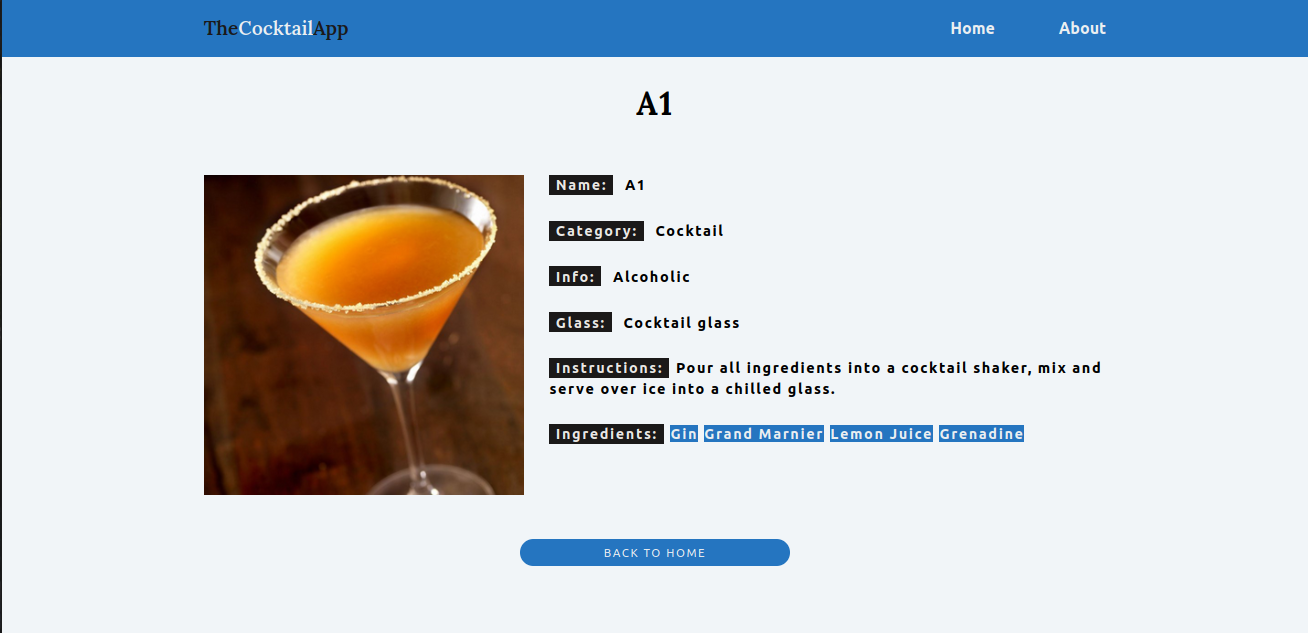 TheCocktailApp
Home
About
A1
Name: A1
Category: Cocktail
Info: Alcoholic
Glass: Cocktail glass
Instructions: Pour all ingredients into a cocktail shaker, mix and
serve over ice into a chilled glass.
Ingredients: Gin Grand Marnier Lemon Juice Grenadine
BACK TO HOME